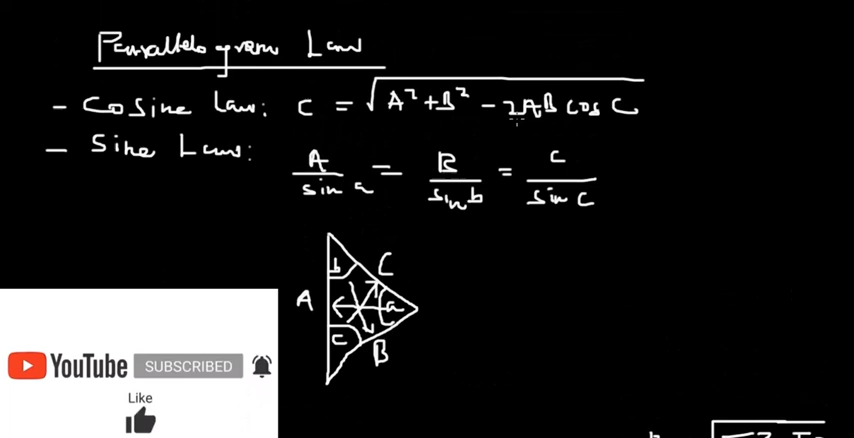 Parallelogram Law
- Cosine Law: C = √A² + B² - 2AB cos C
- Sine Law: A/sin a = B/sin b = C/sin c
b
C
A
a
c
B
YouTube SUBSCRIBED
Like